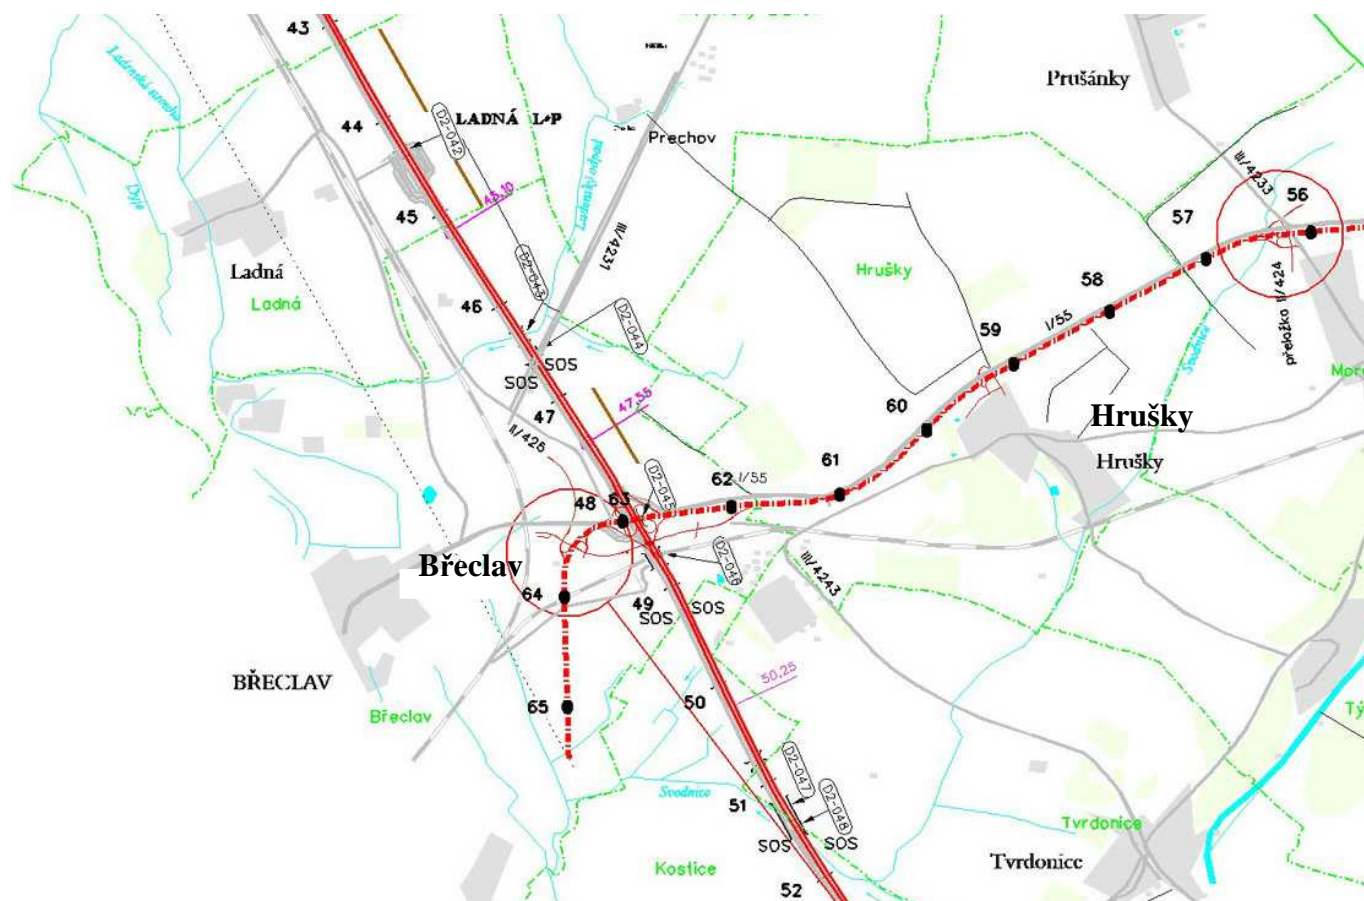 43
Prušánky
44
D2-042
LADNÁ L+P
Prechov
Ladenský odpad
III/4233
56
45
45,10
57
Dyje
III/4231
Ladná
Ladná
Hrušky
D2-043
58
46
D2-044
59
I/55
přeložka II/424
Svodnice
SOS
SOS
47
47,55
60
Hrušky
Hrušky
II/425
61
62
I/55
48
63
D2-045
Břeclav
D2-046
III/4243
64
49
SOS
SOS
BŘECLAV
50
50,25
65
Břeclav
D2-047
Svodnice
51
D2-048
Tvrdonice
SOS
SOS
Tvrdonice
Kostice
52